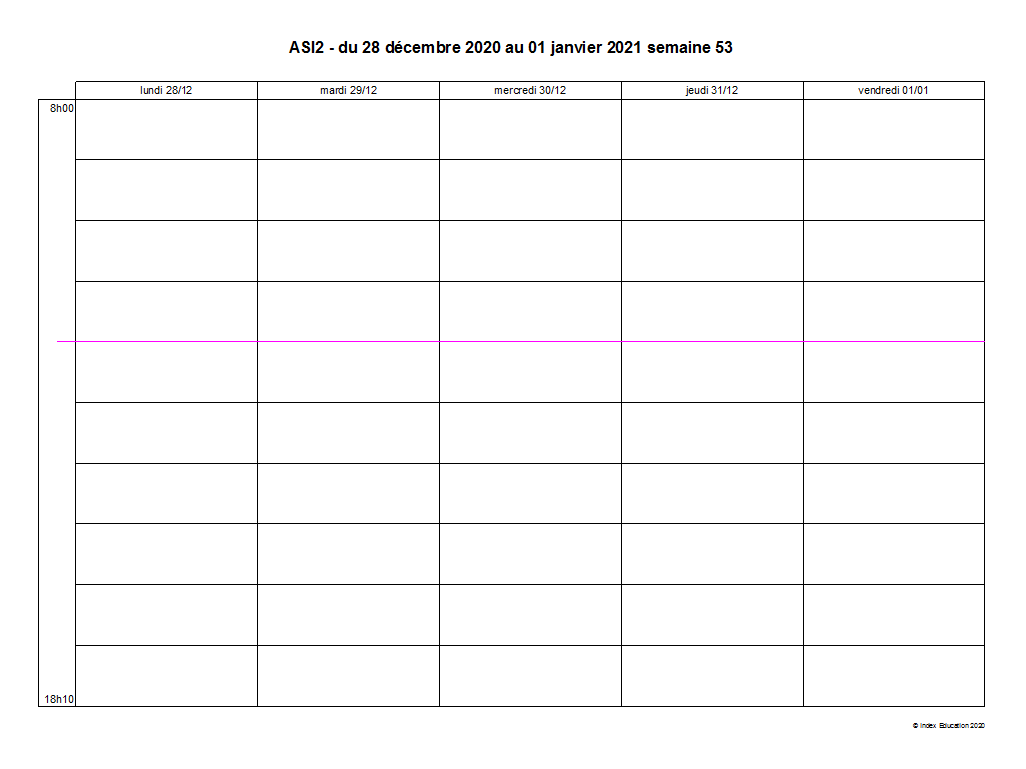 ASI2 - du 28 décembre 2020 au 01 janvier 2021 semaine 53
lundi 28/12 mardi 29/12 mercredi 30/12 jeudi 31/12 vendredi 01/01
8h00
18h10
© Index Education 2020